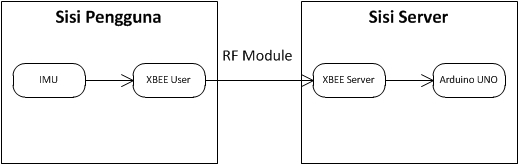 Sisi Pengguna
Sisi Server
RF Module
IMU
XBEE User
XBEE Server
Arduino UNO